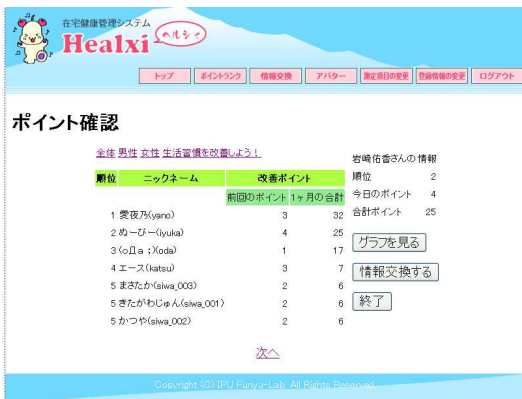 在宅健康管理システム
Healxi
ヘルシィ
トップ ポイントランク 情報交換 アバター 測定項目の変更 登録情報の変更 ログアウト
ポイント確認
全体 男性 女性 生活習慣を改善しよう！
順位 ニックネーム 改善ポイント
前回のポイント 1ヶ月の合計
1 愛夜乃(yano) 3 32
2 ぬーぴー(iyuka) 4 25
3 (oДa ;)(oda) 1 17
4 エース(katsu) 3 7
5 まさたか(siwa_003) 2 6
5 きたがわじゅん(siwa_001) 2 6
5 かつや(siwa_002) 2 6
次へ
岩崎佑香さんの情報
順位 2
今日のポイント 4
合計ポイント 25
グラフを見る
情報交換する
終了
Copyright (C) IPU Funyu-Lab. All Rights Reserved.